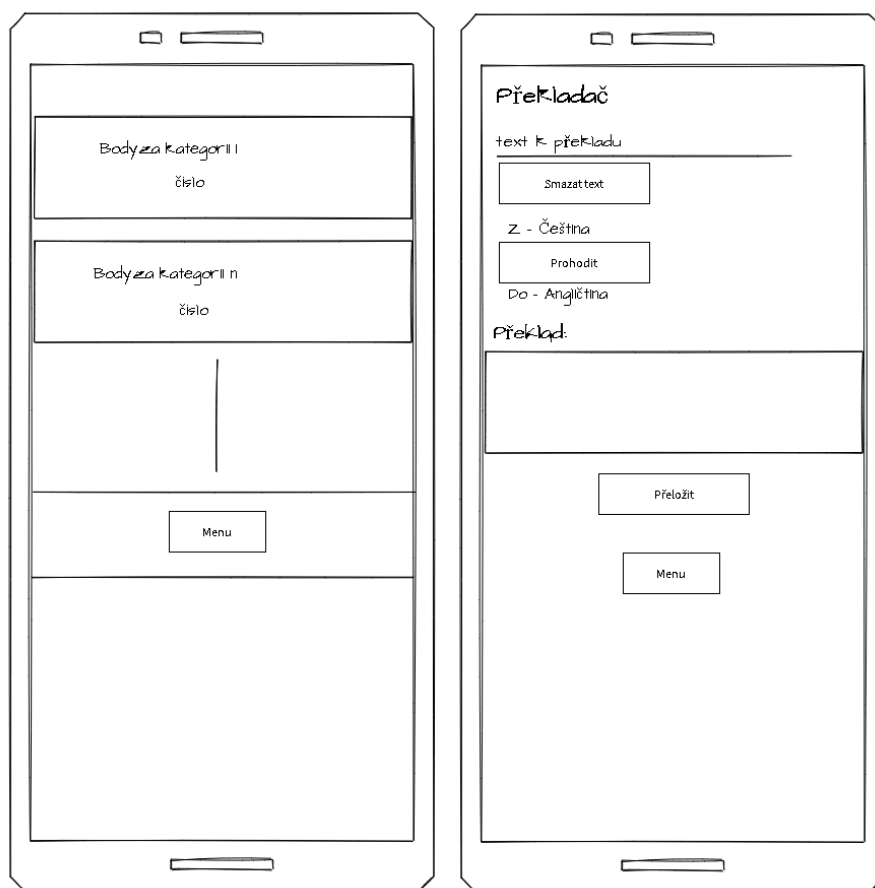 Body za kategorii 1
číslo
Body za kategorii n
číslo
Menu
Překladač
text k překladu
Smazat text
Z - Čeština
Prohodit
Do - Angličtina
Překlad:
Přeložit
Menu